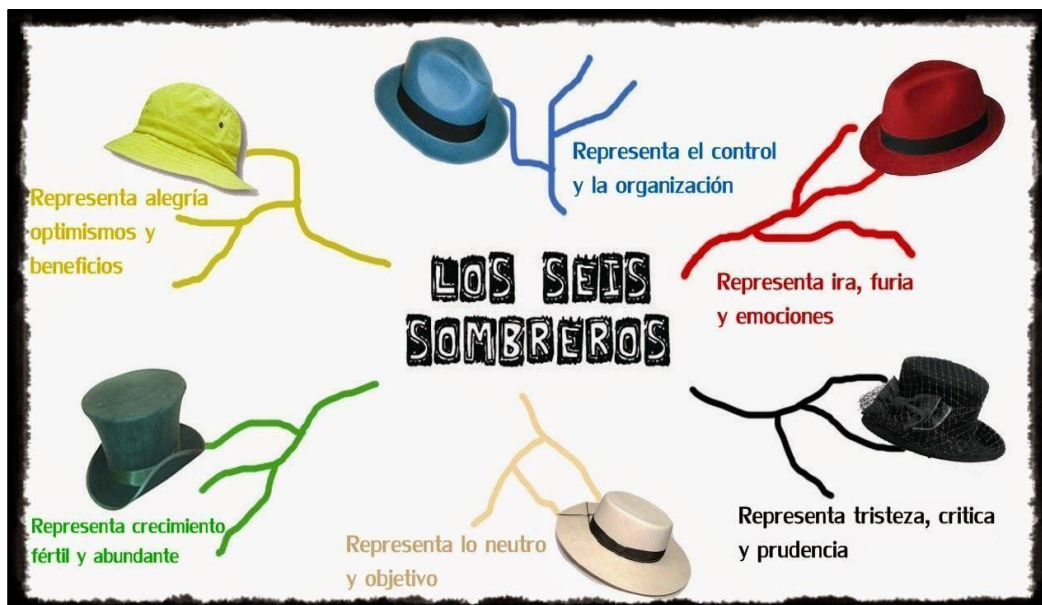 Representa el control
y la organización
Representa alegría
optimismos y
beneficios
LOS SEIS
SOMBREROS
Representa ira, furia
y emociones
Representa crecimiento
fértil y abundante
Representa lo neutro
y objetivo
Representa tristeza, critica
y prudencia